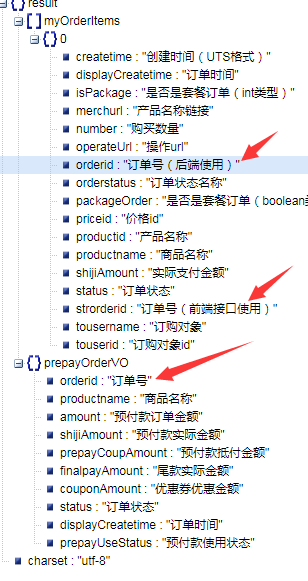 result
myOrderItems
0
createtime : "创建时间（UTS格式）"
displayCreatetime : "订单时间"
isPackage : "是否是套餐订单（int类型）"
merchurl : "产品名称链接"
number : "购买数量"
operateUrl : "操作url"
orderid : "订单号（后端使用）"
orderstatus : "订单状态名称"
packageOrder : "是否是套餐订单（boolean
priceid : "价格id"
productid : "产品名称"
productname : "商品名称"
shijiAmount : "实际支付金额"
status : "订单状态"
strorderid : "订单号（前端接口使用）"
tousername : "订购对象"
touserid : "订购对象id"
prepayOrderVO
orderid : "订单号"
productname : "商品名称"
amount : "预付款订单金额"
shijiAmount : "预付款实际金额"
prepayCoupAmount : "预付款抵付金额"
finalpayAmount : "尾款实际金额"
couponAmount : "优惠券优惠金额"
status : "订单状态"
displayCreatetime : "订单时间"
prepayUseStatus : "预付款使用状态"
charset : "utf-8"